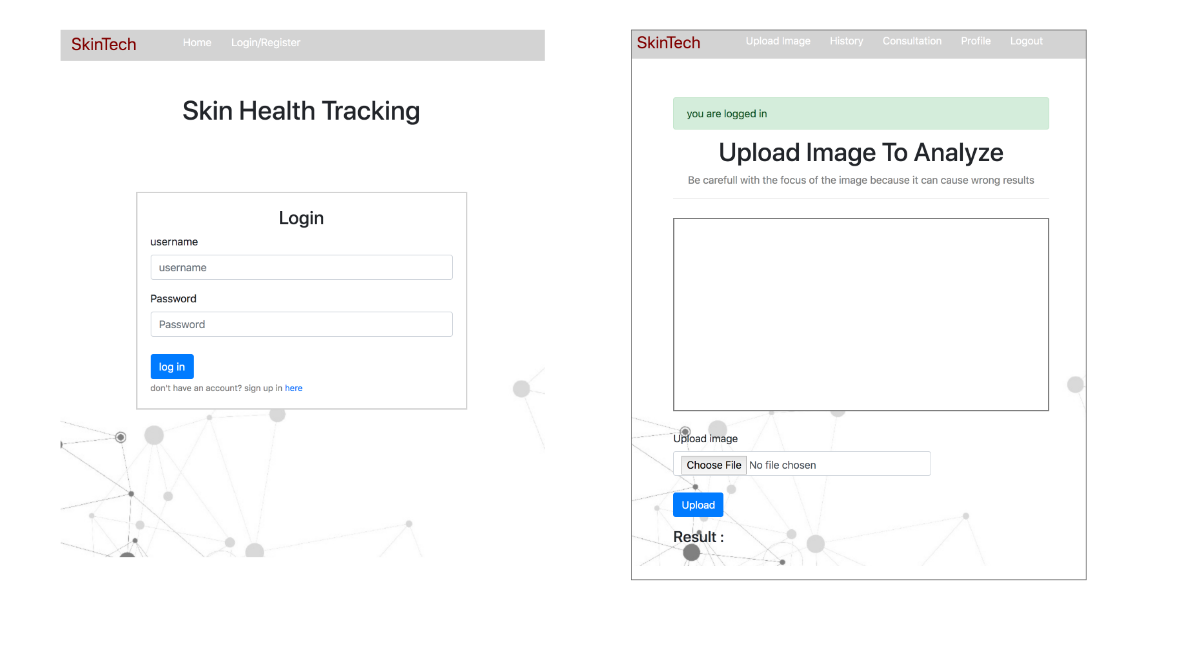 SkinTech Home Login/Register
Skin Health Tracking
Login
username
username
Password
Password
log in
don't have an account? sign up in here
SkinTech Upload Image History Consultation Profile Logout
you are logged in
Upload Image To Analyze
Be carefull with the focus of the image because it can cause wrong results
Upload image
Choose File No file chosen
Upload
Result :